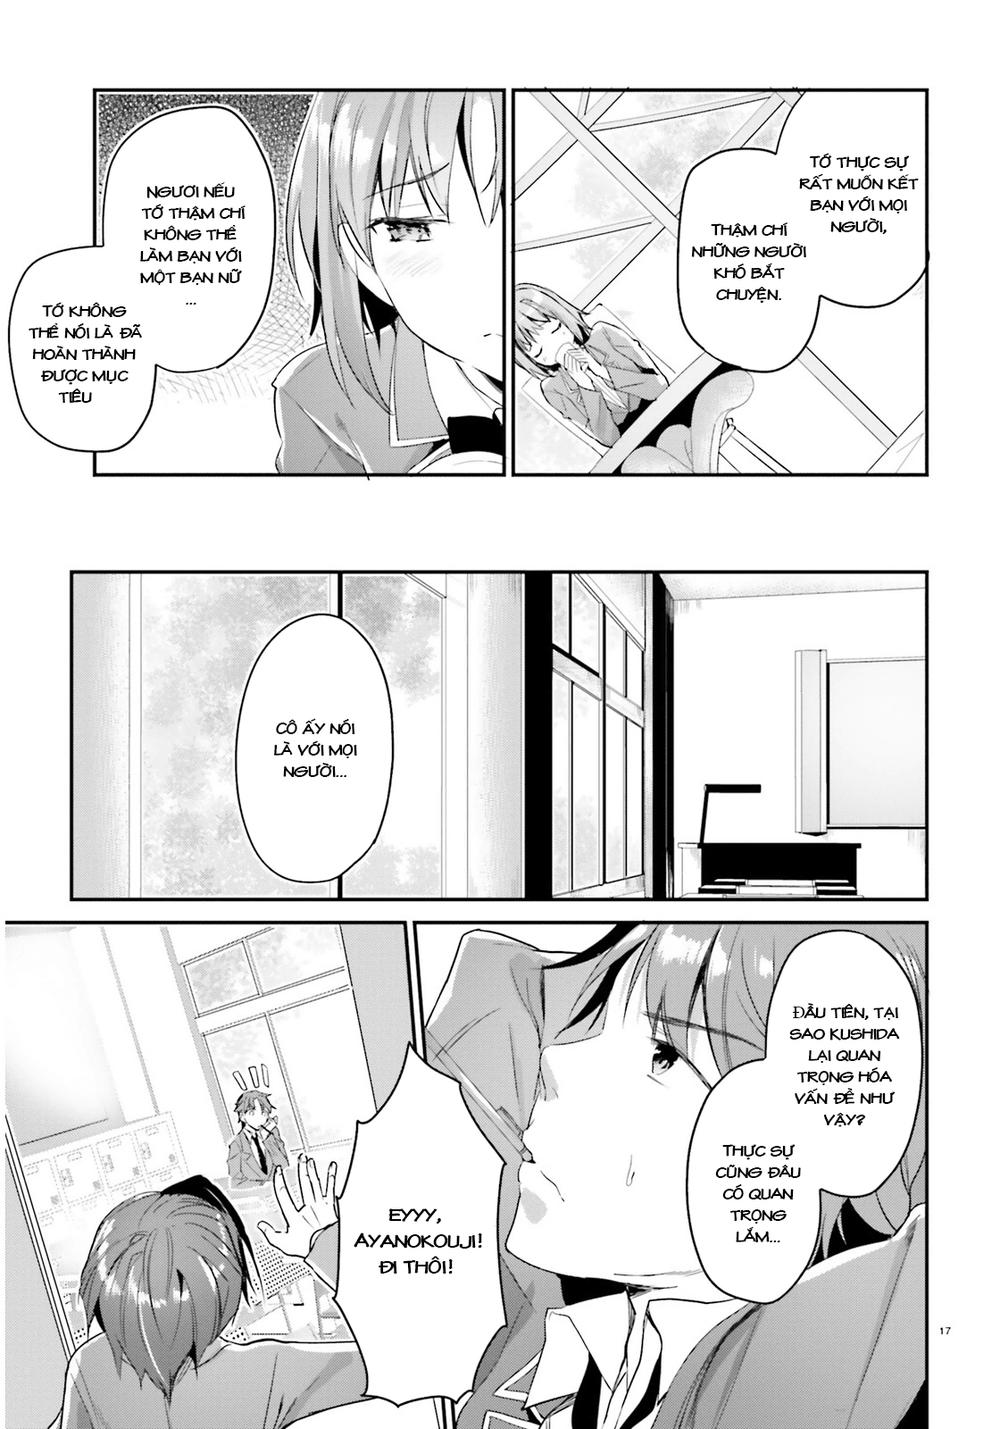 TỚ THỰC SỰ
RẤT MUỐN KẾT
BẠN VỚI MỌI
NGƯỜI,
THẬM CHÍ
NHỮNG NGƯỜI
KHÓ BẮT
CHUYỆN.
NGƯƠI NẾU
TỚ THẬM CHÍ
KHÔNG THỂ
LÀM BẠN VỚI
MỘT BẠN NỮ
...
TỚ KHÔNG
THỂ NÓI LÀ ĐÃ
HOÀN THÀNH
ĐƯỢC MỤC
TIÊU
CÔ ẤY NÓI
LÀ VỚI MỌI
NGƯỜI...
ĐẦU TIÊN, TẠI
SAO KUSHIDA
LẠI QUAN
TRỌNG HÓA
VẤN ĐỀ NHƯ
VẬY?
THỰC SỰ
CŨNG ĐÂU
CÓ QUAN
TRỌNG
LẮM...
EYYY,
AYANOKOUJI!
ĐI THÔI!
17